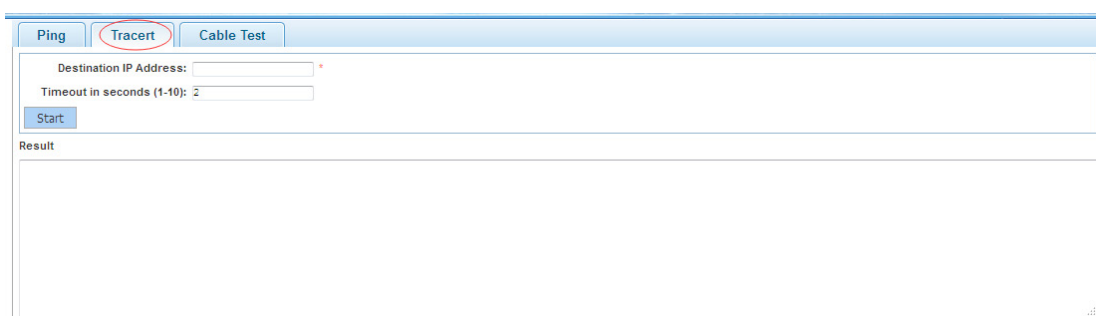 Ping Tracert Cable Test
Destination IP Address: *
Timeout in seconds (1-10): 2
Start
Result